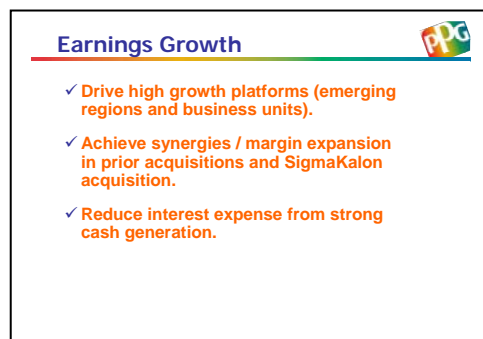 Earnings Growth
PPG
✓ Drive high growth platforms (emerging
regions and business units).
✓ Achieve synergies / margin expansion
in prior acquisitions and SigmaKalon
acquisition.
✓ Reduce interest expense from strong
cash generation.